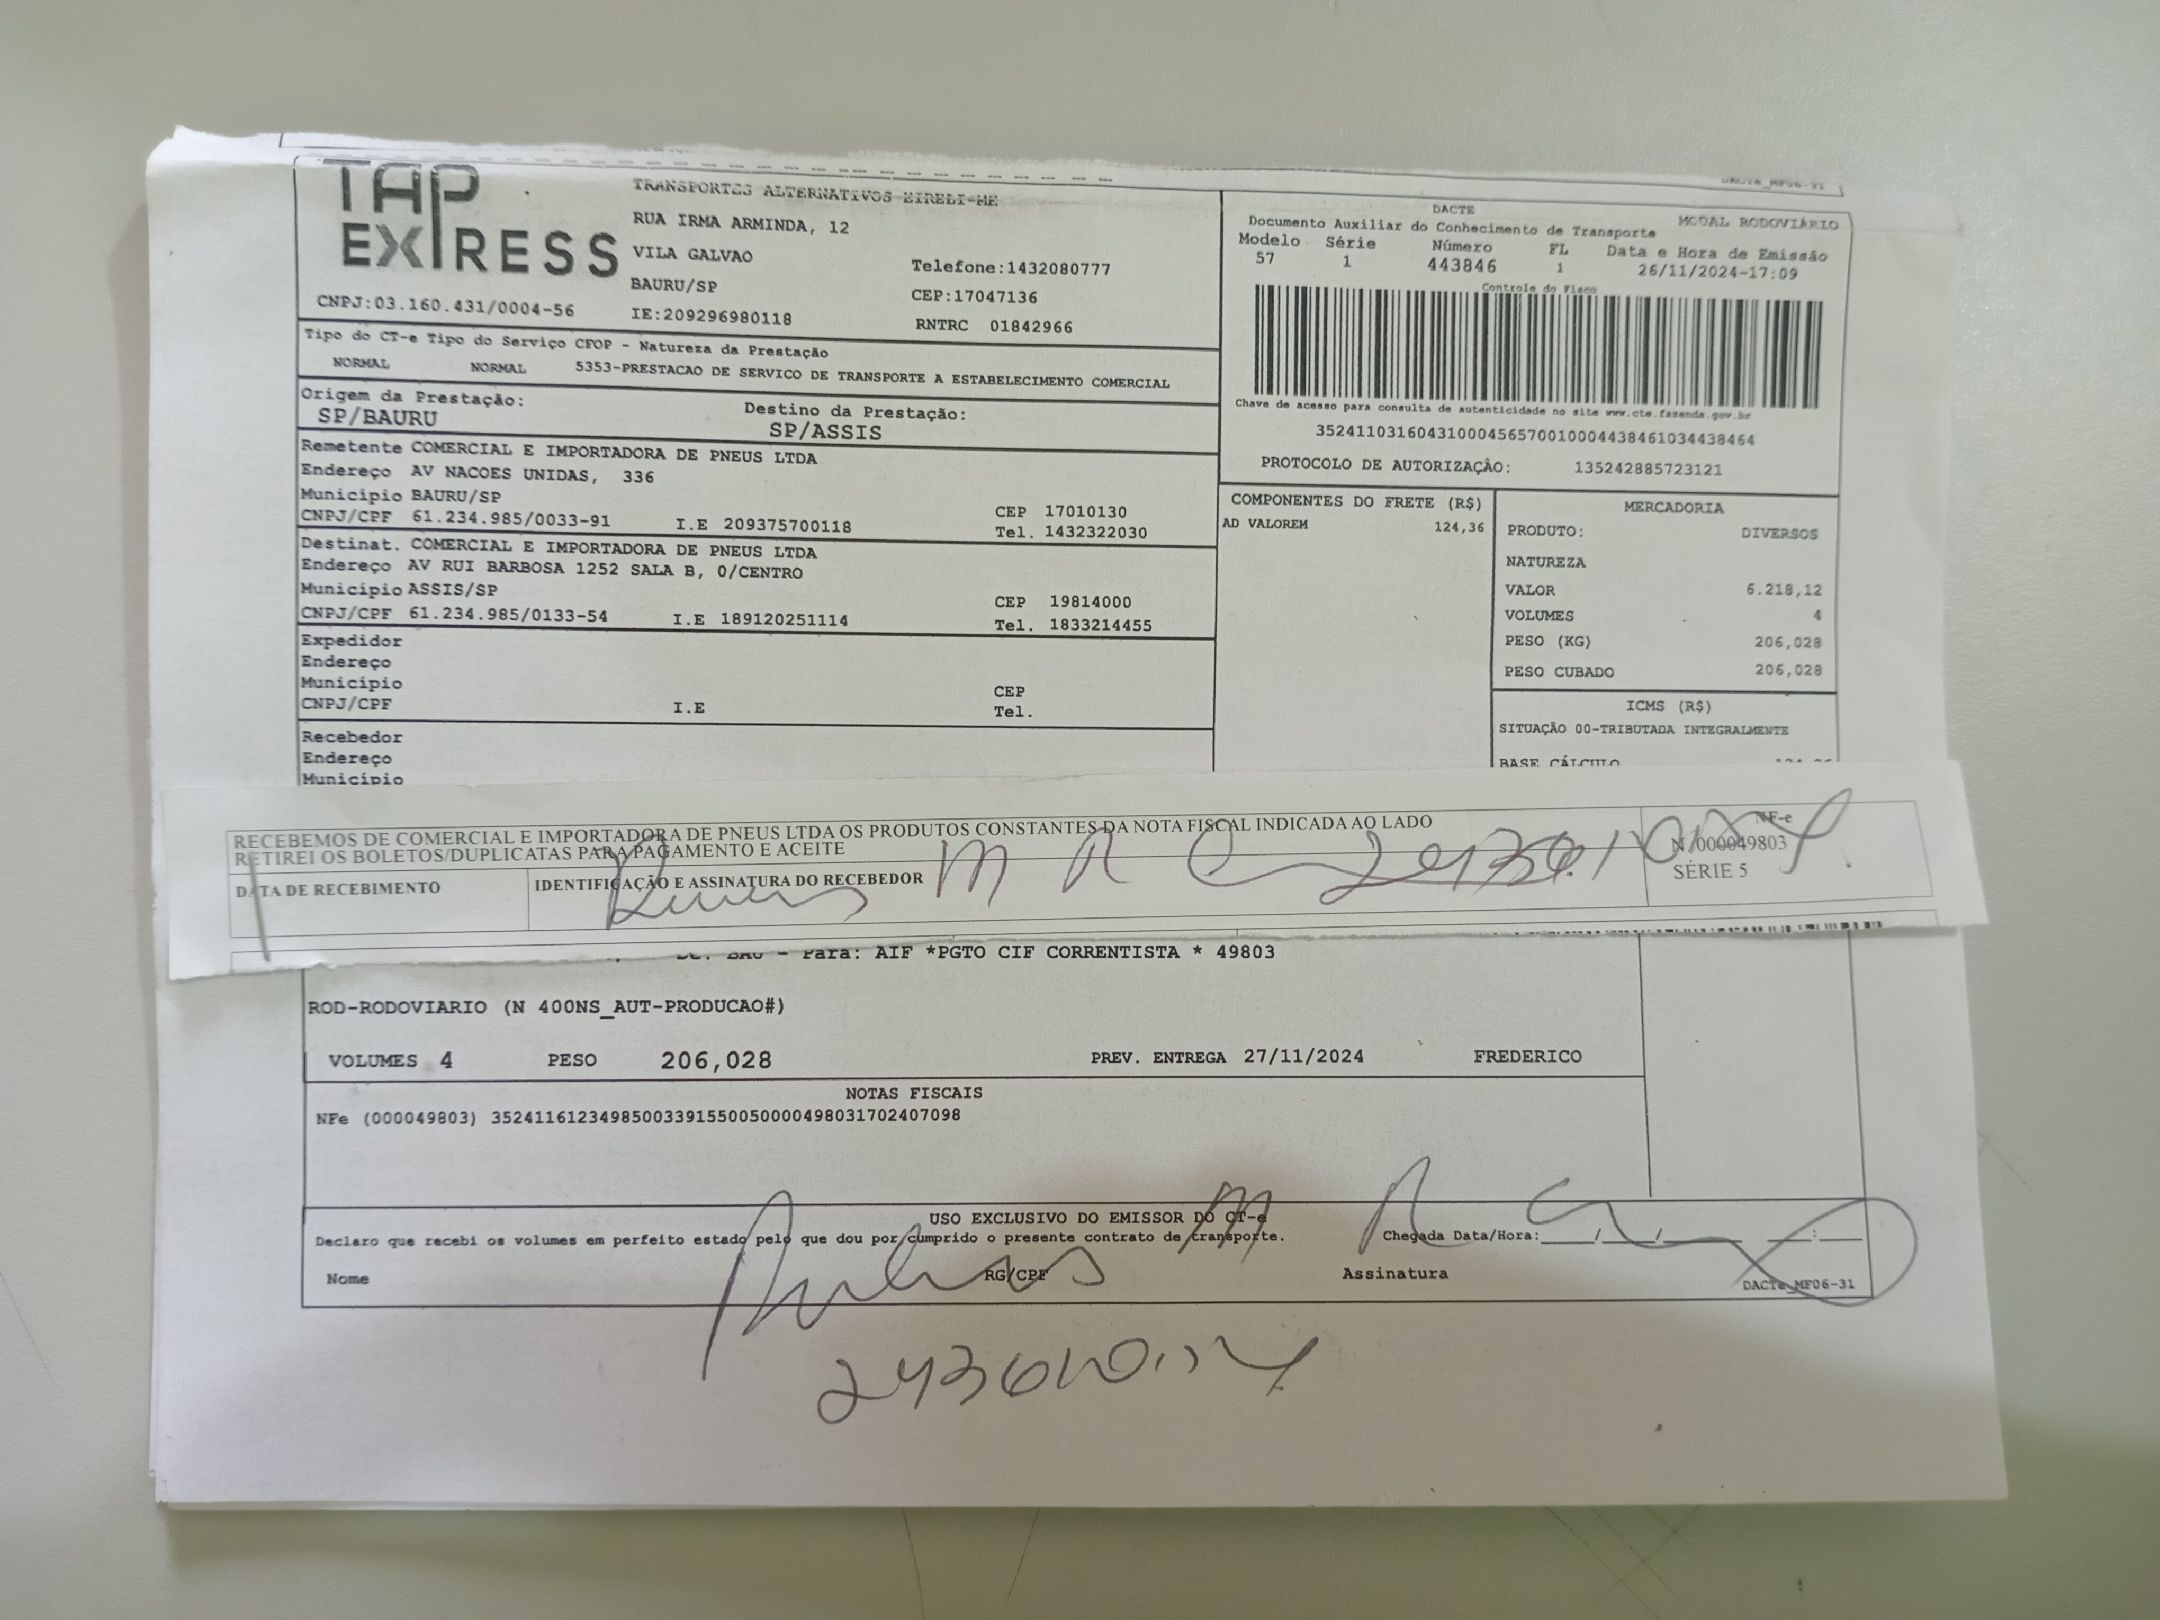 TAP
EXPRESS
CNPJ:03.160.431/0004-56
TRANSPORTES ALTERNATIVOS EIRELI-ME
RUA IRMA ARMINDA, 12
VILA GALVAO
BAURU/SP
IE:209296980118
Telefone:1432080777
CEP:17047136
RNTRC 01842966
DACTE
Documento Auxiliar do Conhecimento de Transporte
MODAL RODOVIÁRIO
Modelo Série Número FL Data e Hora de Emissão
57 1 443846 1 26/11/2024-17:09
Controle do Fisco
Chave de acesso para consulta de autenticidade no site www.cte.fazenda.gov.br
35241103160431000456570010004438461034438464
PROTOCOLO DE AUTORIZAÇÃO: 135242885723121
Tipo do CT-e Tipo do Serviço CFOP - Natureza da Prestação
NORMAL NORMAL 5353-PRESTACAO DE SERVICO DE TRANSPORTE A ESTABELECIMENTO COMERCIAL
Origem da Prestação: Destino da Prestação:
SP/BAURU SP/ASSIS
Remetente COMERCIAL E IMPORTADORA DE PNEUS LTDA
Endereço AV NACOES UNIDAS, 336
Município BAURU/SP CEP 17010130
CNPJ/CPF 61.234.985/0033-91 I.E 209375700118 Tel. 1432322030
Destinat. COMERCIAL E IMPORTADORA DE PNEUS LTDA
Endereço AV RUI BARBOSA 1252 SALA B, 0/CENTRO
Município ASSIS/SP CEP 19814000
CNPJ/CPF 61.234.985/0133-54 I.E 189120251114 Tel. 1833214455
Expedidor
Endereço
Município CEP
CNPJ/CPF I.E Tel.
Recebedor
Endereço
Município
COMPONENTES DO FRETE (R$)
AD VALOREM 124,36
MERCADORIA
PRODUTO: DIVERSOS
NATUREZA
VALOR 6.218,12
VOLUMES 4
PESO (KG) 206,028
PESO CUBADO 206,028
ICMS (R$)
SITUAÇÃO 00-TRIBUTADA INTEGRALMENTE
BASE CÁLCULO
RECEBEMOS DE COMERCIAL E IMPORTADORA DE PNEUS LTDA OS PRODUTOS CONSTANTES DA NOTA FISCAL INDICADA AO LADO
RETIREI OS BOLETOS/DUPLICATAS PARA PAGAMENTO E ACEITE
DATA DE RECEBIMENTO
IDENTIFICAÇÃO E ASSINATURA DO RECEBEDOR
NF-e
N. 000049803
SÉRIE 5
BAU - Para: AIF *PGTO CIF CORRENTISTA * 49803
ROD-RODOVIARIO (N 400NS_AUT-PRODUCAO#)
VOLUMES 4 PESO 206,028 PREV. ENTREGA 27/11/2024 FREDERICO
NOTAS FISCAIS
NFe (000049803) 35241161234985003391550050000498031702407098
USO EXCLUSIVO DO EMISSOR DO CT-e
Declaro que recebi os volumes em perfeito estado pelo que dou por cumprido o presente contrato de transporte. Chegada Data/Hora:____/____/______ ___:___
Nome RG/CPF Assinatura
DACTe_MF06-31